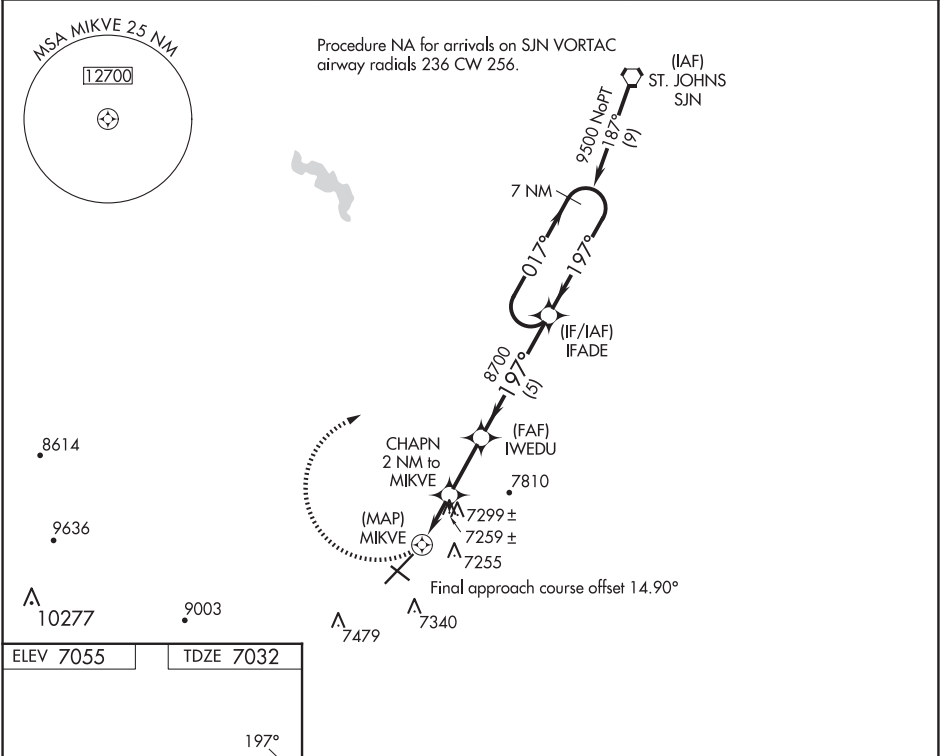 MSA MIKVE 25 NM
12700
Procedure NA for arrivals on SJN VORTAC
airway radials 236 CW 256.
(IAF)
ST. JOHNS
SJN
9500 NoPT
187°
(9)
7 NM
017°
197°
(IF/IAF)
IFADE
8700
197°
(5)
(FAF)
IWEDU
CHAPN
2 NM to
MIKVE
8614
7810
7299 ±
7259 ±
(MAP)
MIKVE
9636
7255
Final approach course offset 14.90°
10277
9003
7479
7340
ELEV 7055
TDZE 7032
197°